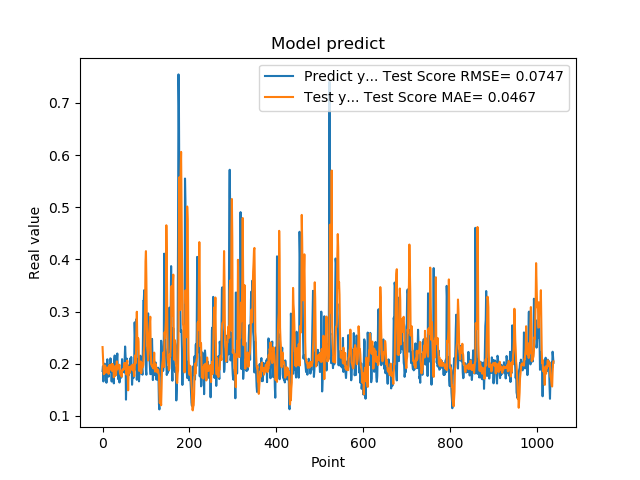 Model predict
Predict y... Test Score RMSE= 0.0747
Test y... Test Score MAE= 0.0467
Real value
0.7
0.6
0.5
0.4
0.3
0.2
0.1
0 200 400 600 800 1000
Point